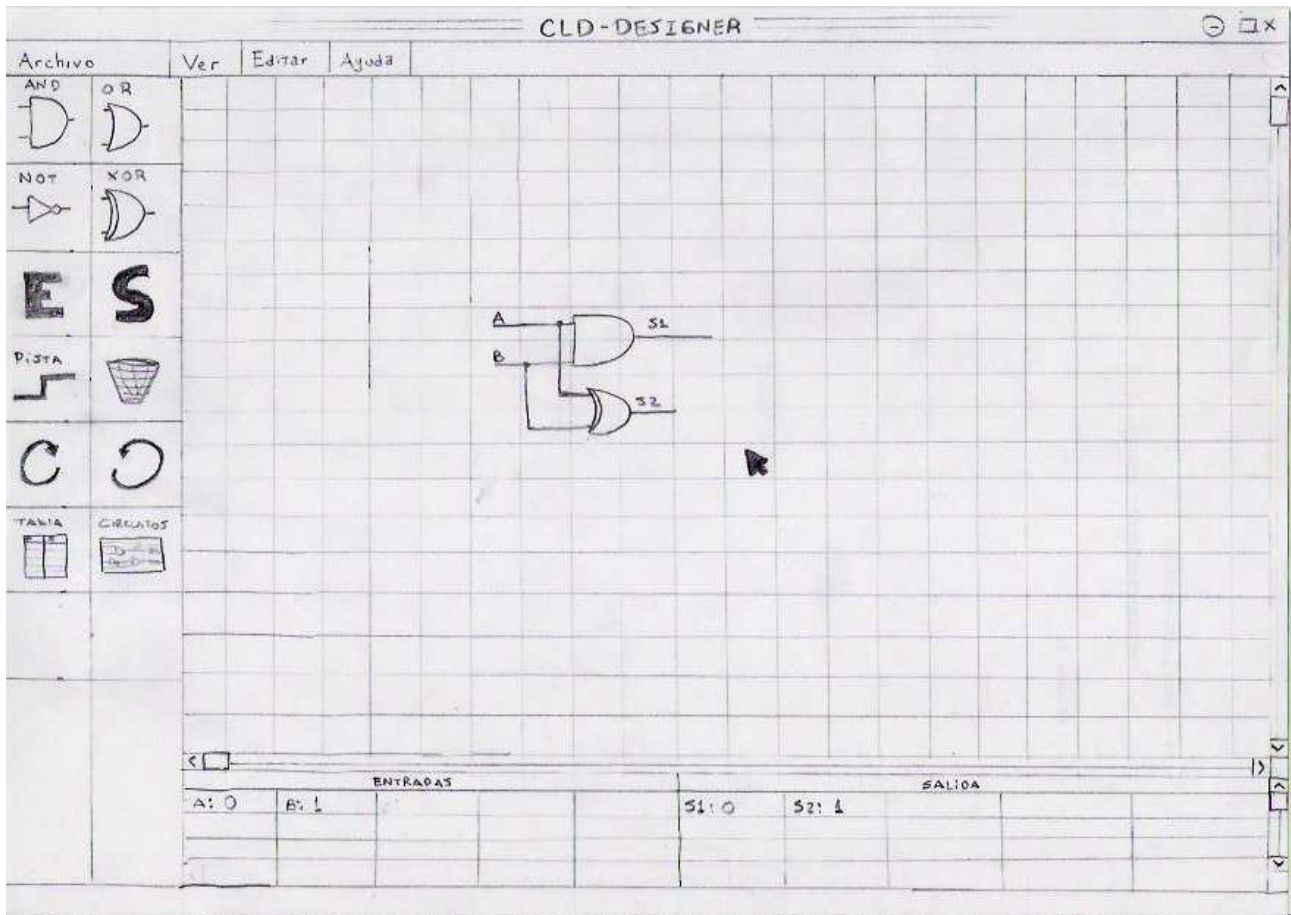 CLD-DESIGNER
Archivo Ver Editar Ayuda
AND OR
NOT XOR
E S
PISTA
TABLA CIRCUITOS
A
S1
B
S2
ENTRADAS SALIDA
A: 0 B: 1 S1: 0 S2: 1